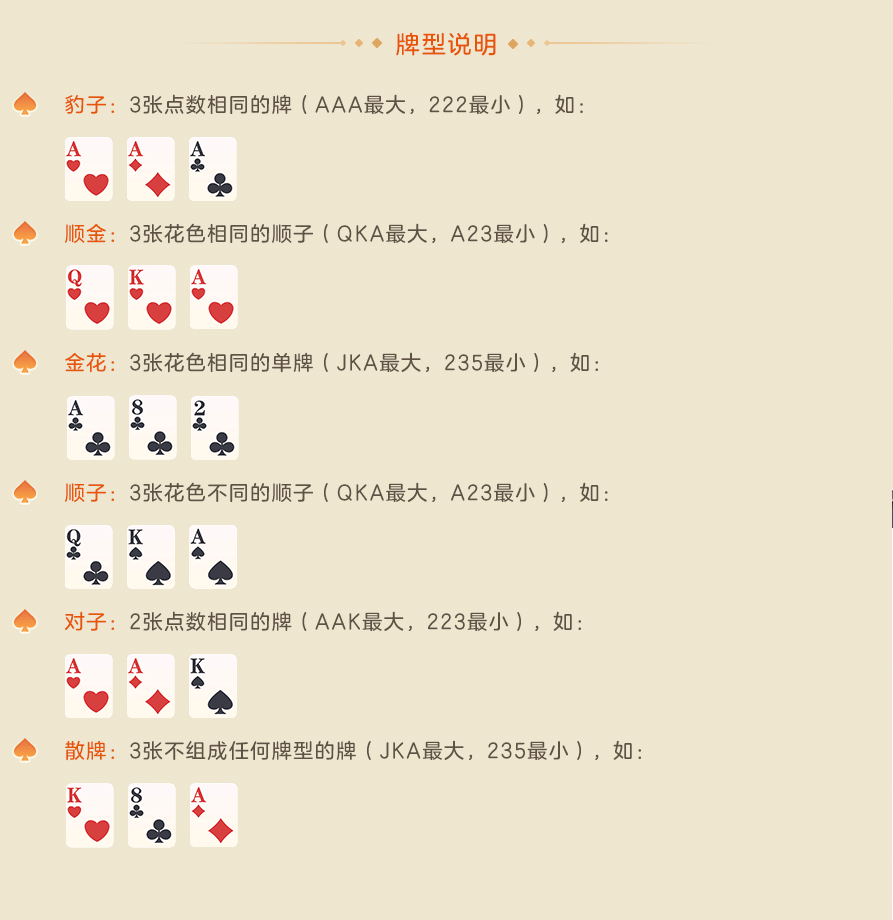 牌型说明
豹子：3张点数相同的牌（AAA最大，222最小），如：
A A A
顺金：3张花色相同的顺子（QKA最大，A23最小），如：
Q K A
金花：3张花色相同的单牌（JKA最大，235最小），如：
A 8 2
顺子：3张花色不同的顺子（QKA最大，A23最小），如：
Q K A
对子：2张点数相同的牌（AAK最大，223最小），如：
A A K
散牌：3张不组成任何牌型的牌（JKA最大，235最小），如：
K 8 A